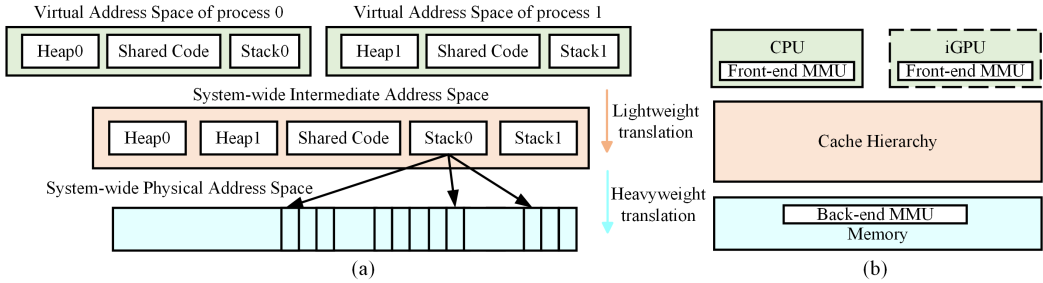 Virtual Address Space of process 0
Heap0 Shared Code Stack0
Virtual Address Space of process 1
Heap1 Shared Code Stack1
System-wide Intermediate Address Space
Heap0 Heap1 Shared Code Stack0 Stack1
Lightweight
translation
System-wide Physical Address Space
Heavyweight
translation
(a)
CPU
Front-end MMU
iGPU
Front-end MMU
Cache Hierarchy
Back-end MMU
Memory
(b)